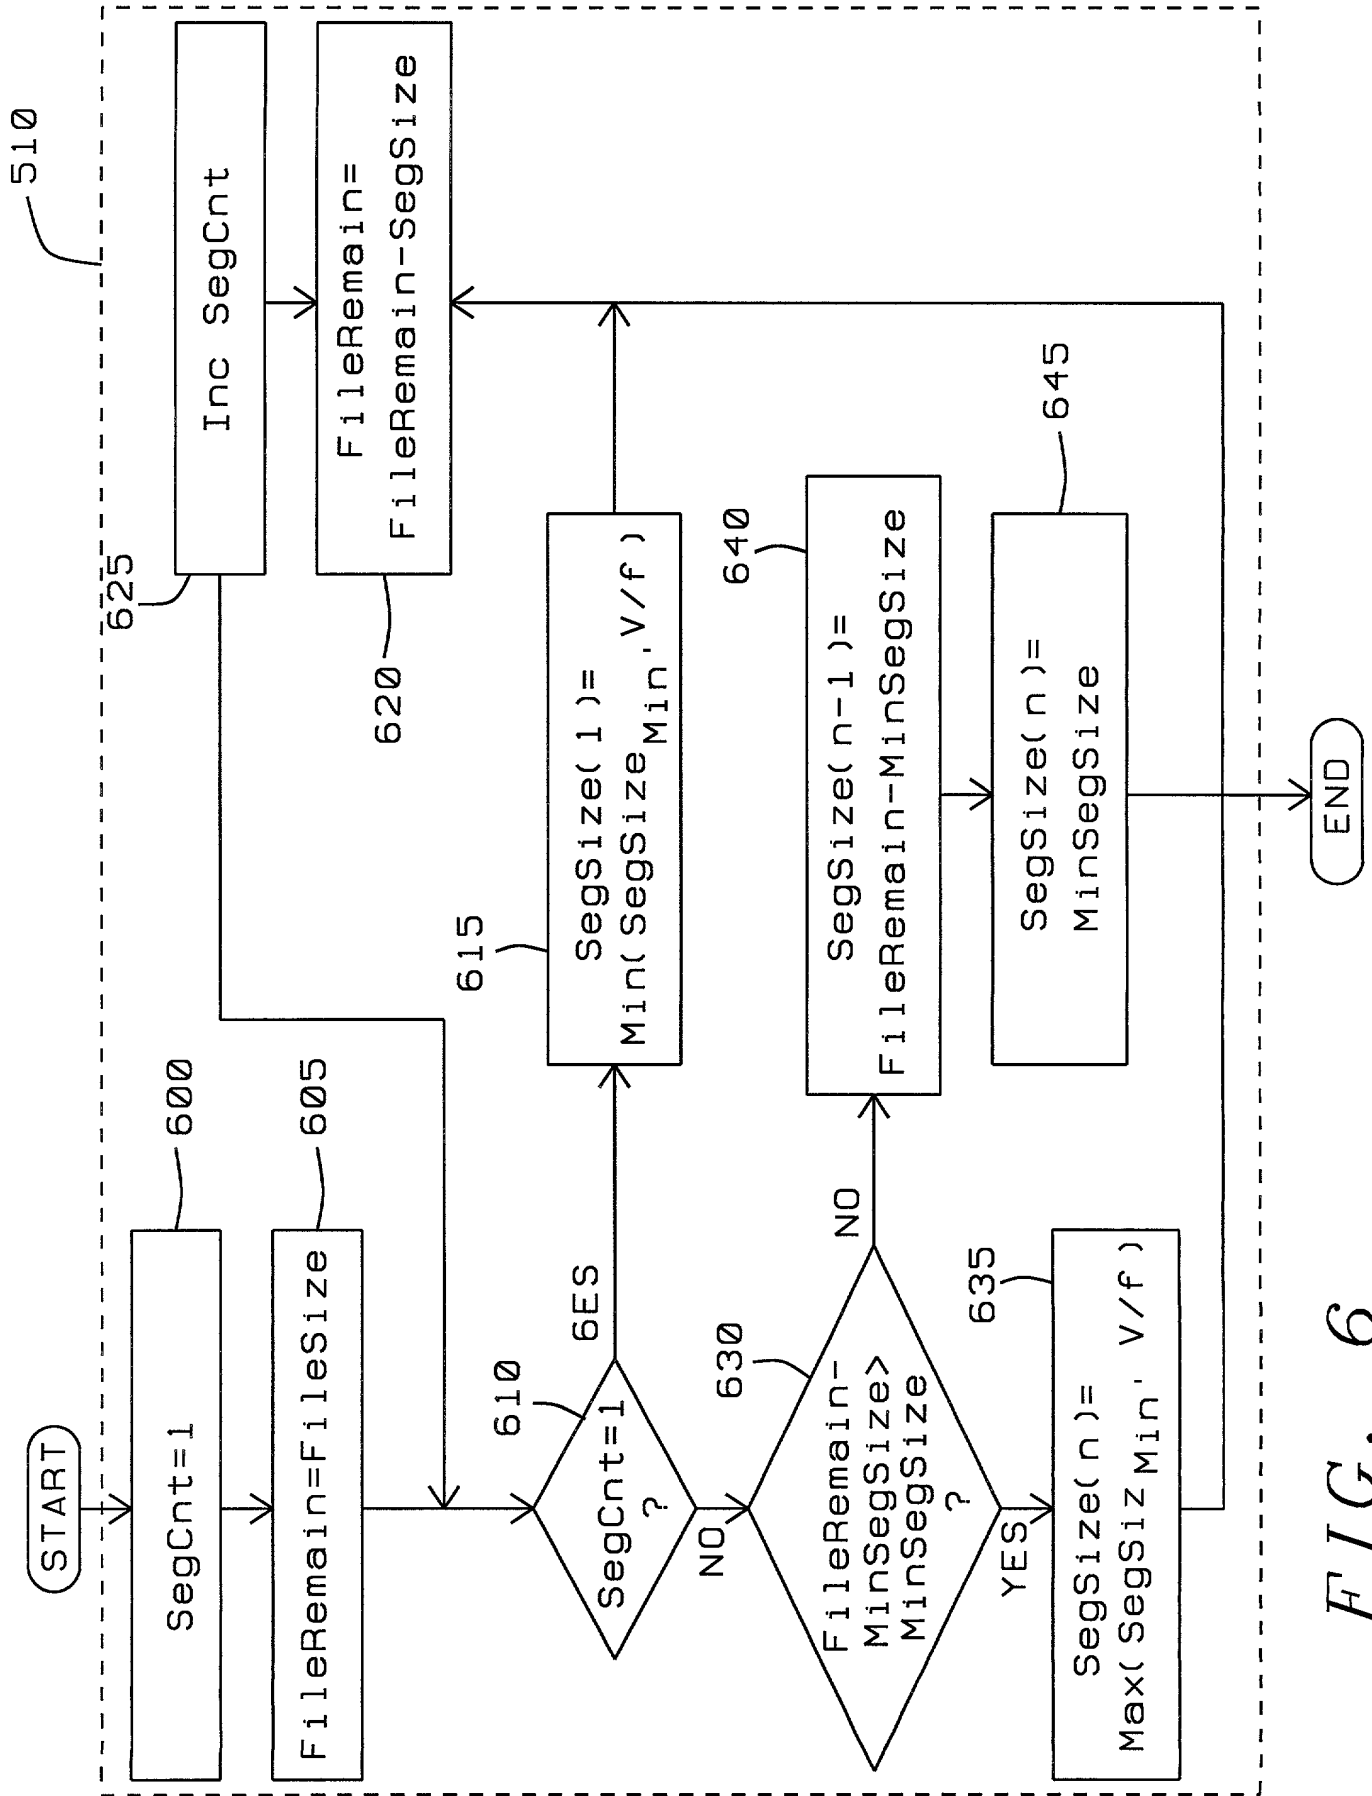 510
START
SegCnt=1
600
FileRemain=FileSize
605
625
Inc SegCnt
FileRemain=
FileRemain-SegSize
620
610
SegCnt=1
?
6ES
NO
615
SegSize(1)=
Min(SegSizeMin' V/f)
630
FileRemain-
MinSegSize>
MinSegSize
?
NO
YES
640
SegSize(n-1)=
FileRemain-MinSegSize
SegSize(n)=
MinSegSize
645
635
SegSize(n)=
Max(SegSizMin' V/f)
END
FIG. 6